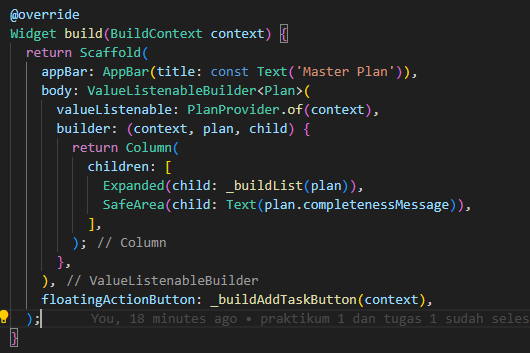 @override
Widget build(BuildContext context) {
  return Scaffold(
    appBar: AppBar(title: const Text('Master Plan')),
    body: ValueListenableBuilder<Plan>(
      valueListenable: PlanProvider.of(context),
      builder: (context, plan, child) {
        return Column(
          children: [
            Expanded(child: _buildList(plan)),
            SafeArea(child: Text(plan.completenessMessage)),
          ],
        ); // Column
      },
    ), // ValueListenableBuilder
    floatingActionButton: _buildAddTaskButton(context),
  ); You, 18 minutes ago • praktikum 1 dan tugas 1 sudah seles
}